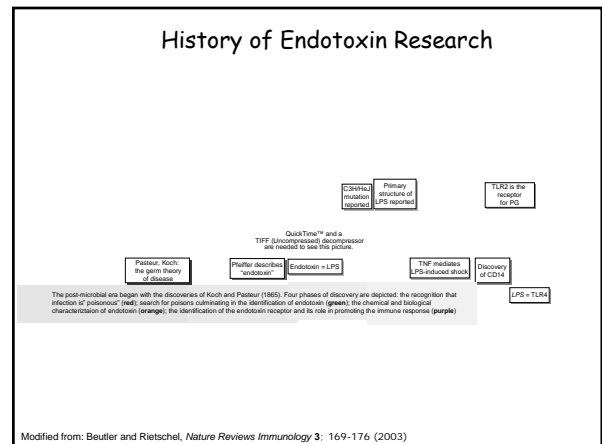 History of Endotoxin Research
C3H/HeJ
mutation
reported
Primary
structure of
LPS reported
TLR2 is the
receptor
for PG
QuickTime™ and a
TIFF (Uncompressed) decompressor
are needed to see this picture.
Pasteur, Koch:
the germ theory
of disease
Pfeiffer describes
"endotoxin"
Endotoxin = LPS
TNF mediates
LPS-induced shock
Discovery
of CD14
LPS = TLR4
The post-microbial era began with the discoveries of Koch and Pasteur (1865). Four phases of discovery are depicted: the recognition that
infection is" poisonous" (red); search for poisons culminating in the identification of endotoxin (green); the chemical and biological
characteriztaion of endotoxin (orange); the identification of the endotoxin receptor and its role in promoting the immune response (purple)
Modified from: Beutler and Rietschel, Nature Reviews Immunology 3; 169-176 (2003)